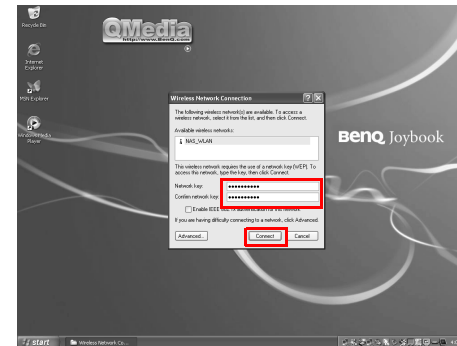 Recycle Bin
QMedia
http://www.BenQ.com
Internet
Explorer
MSN Explorer
Windows Media
Player
Wireless Network Connection
The following wireless network(s) are available. To access a
wireless network, select it from the list, and then click Connect.
Available wireless networks:
NAS_WLAN
This wireless network requires the use of a network key (WEP). To
access this network, type the key, then click Connect.
Network key:
Confirm network key:
Enable IEEE
If you are having difficulty connecting to a network, click Advanced.
Advanced...
Connect
Cancel
BenQ Joybook
start
Wireless Network Co...